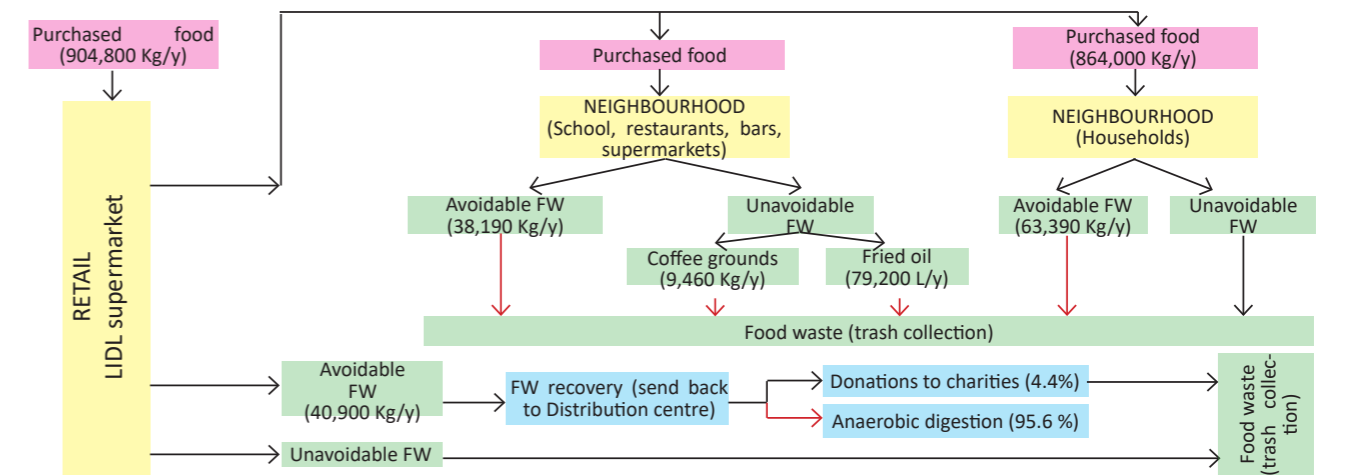 Purchased food
(904,800 Kg/y)
RETAIL
LIDL supermarket
Purchased food
NEIGHBOURHOOD
(School, restaurants, bars,
supermarkets)
Purchased food
(864,000 Kg/y)
NEIGHBOURHOOD
(Households)
Avoidable FW
(38,190 Kg/y)
Unavoidable
FW
Coffee grounds
(9,460 Kg/y)
Fried oil
(79,200 L/y)
Avoidable FW
(63,390 Kg/y)
Unavoidable
FW
Food waste (trash collection)
Avoidable
FW
(40,900 Kg/y)
FW recovery (send back
to Distribution centre)
Donations to charities (4.4%)
Anaerobic digestion (95.6 %)
Unavoidable FW
Food waste
(trash collec-
tion)